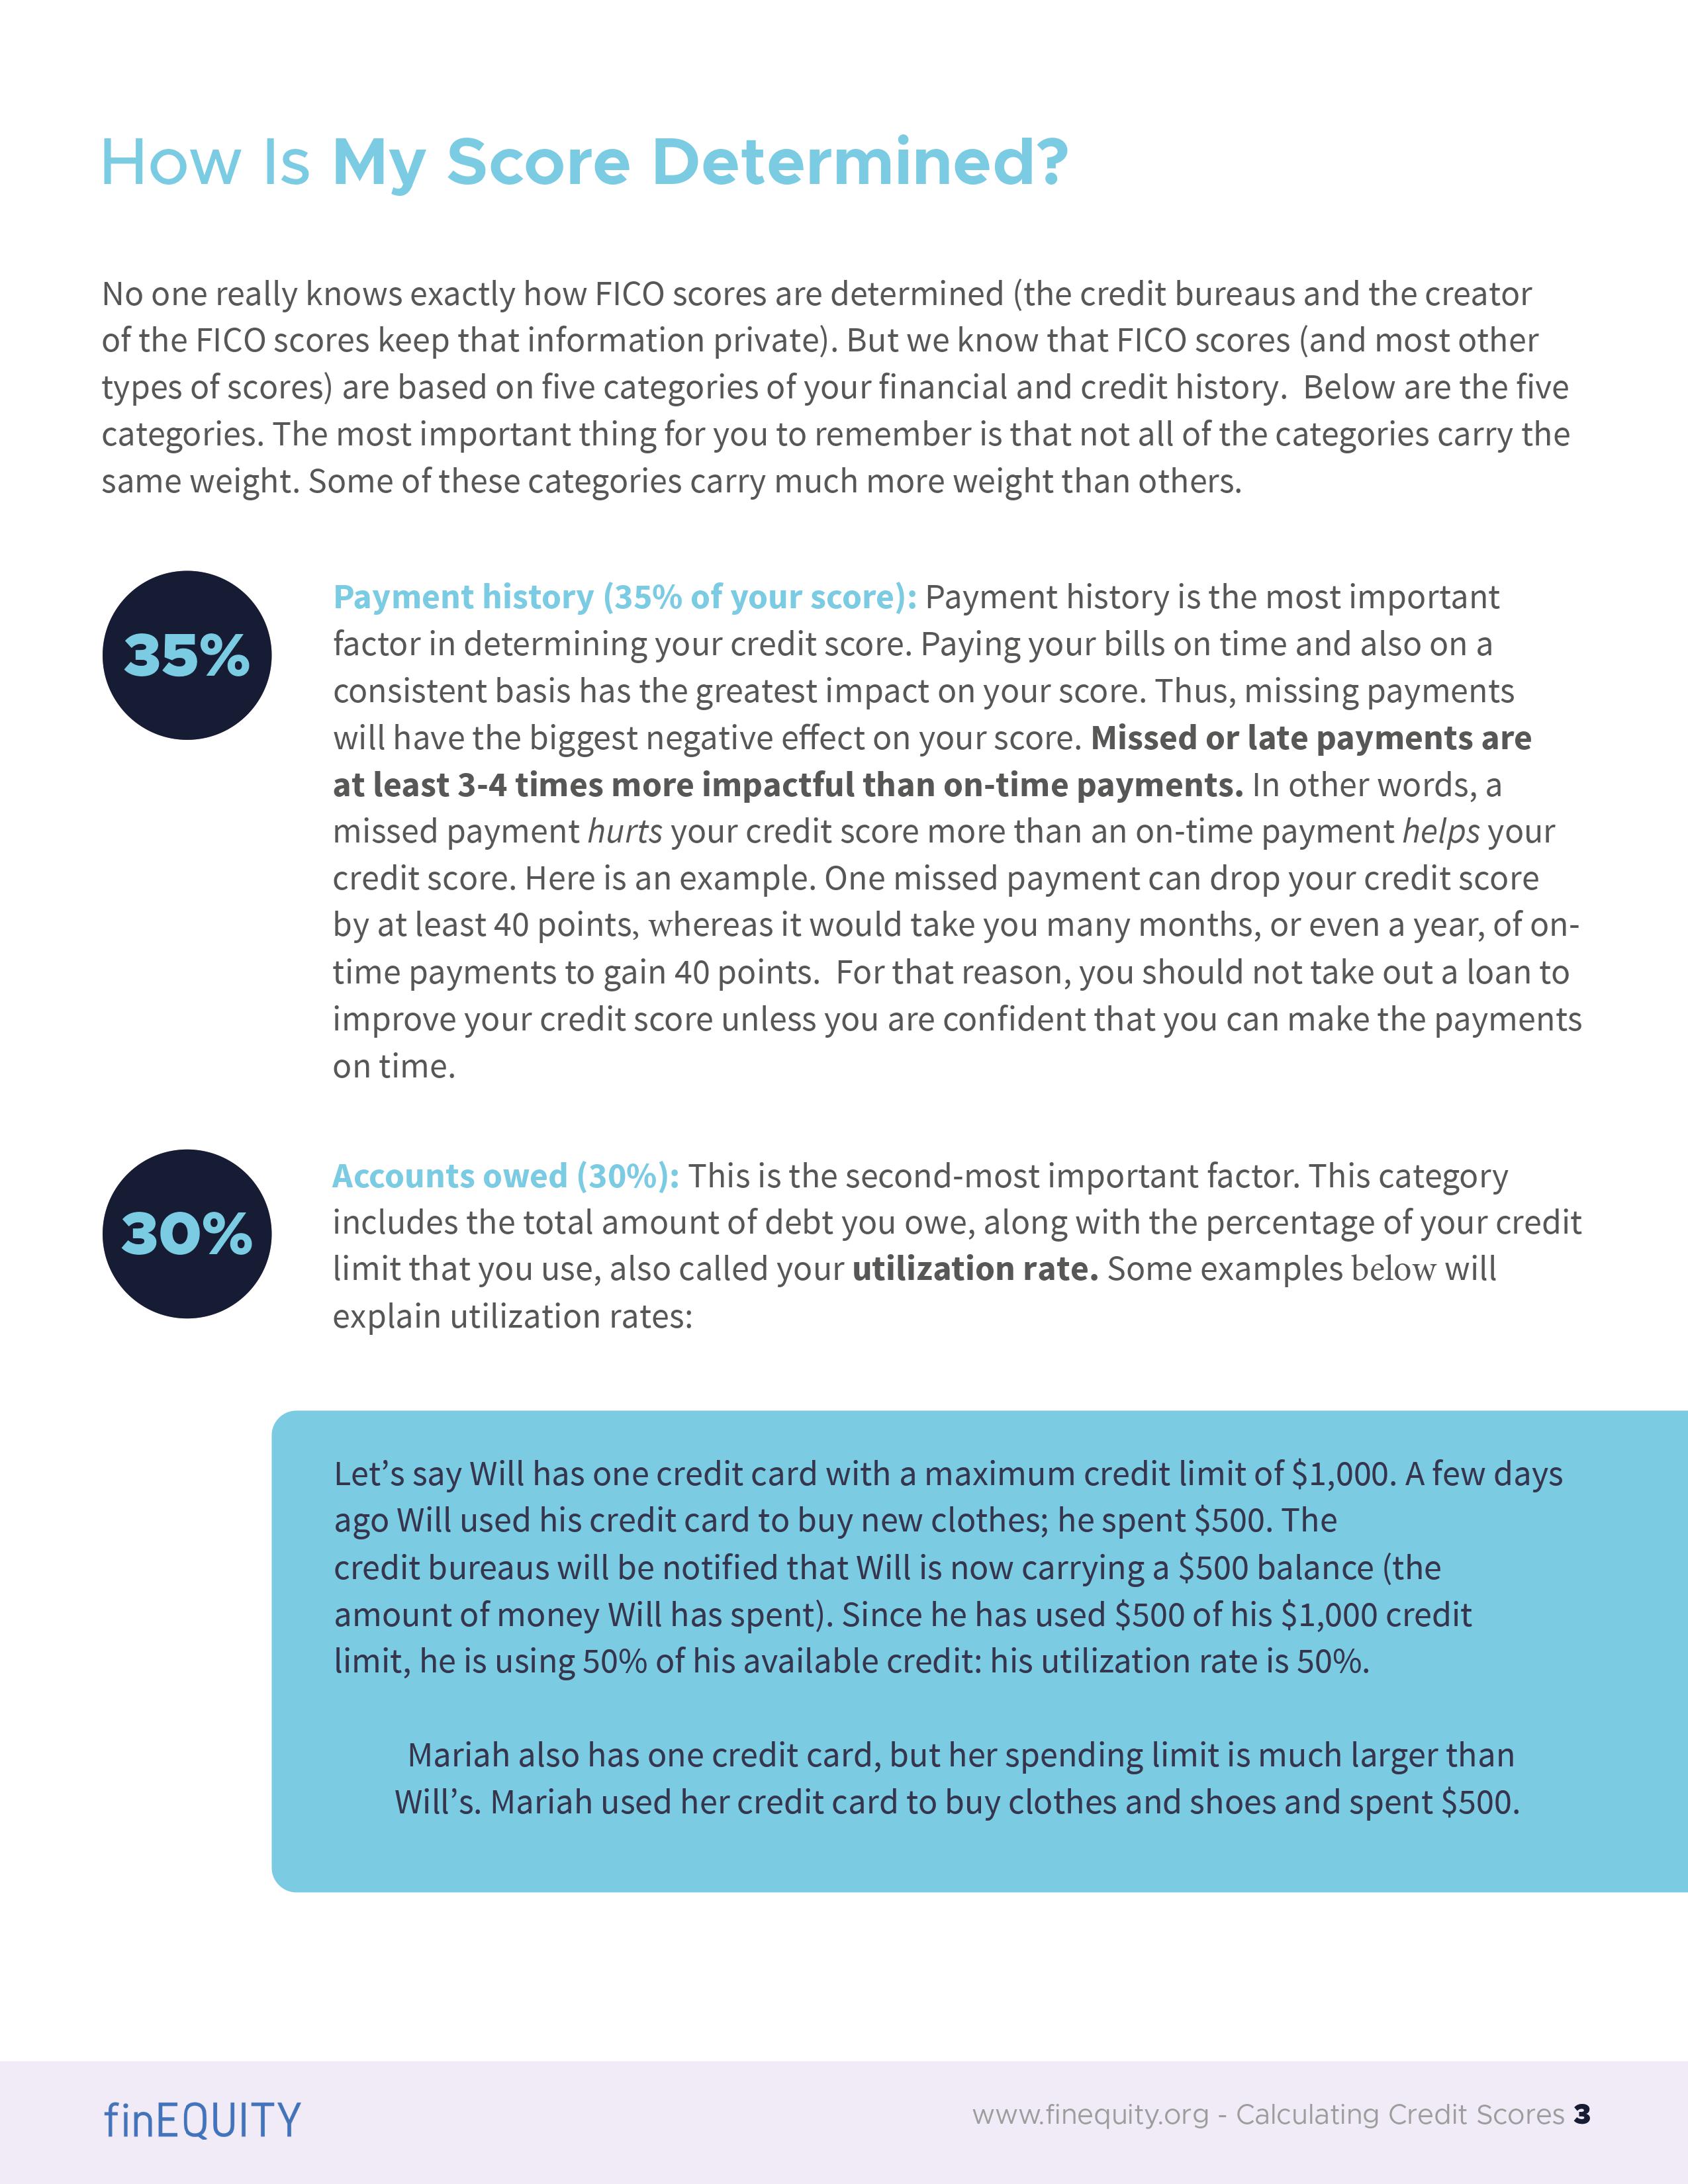 How Is My Score Determined?
No one really knows exactly how FICO scores are determined (the credit bureaus and the creator
of the FICO scores keep that information private). But we know that FICO scores (and most other
types of scores) are based on five categories of your financial and credit history.  Below are the five
categories. The most important thing for you to remember is that not all of the categories carry the
same weight. Some of these categories carry much more weight than others.
35%
Payment history (35% of your score): Payment history is the most important
factor in determining your credit score. Paying your bills on time and also on a
consistent basis has the greatest impact on your score. Thus, missing payments
will have the biggest negative effect on your score. Missed or late payments are
at least 3-4 times more impactful than on-time payments. In other words, a
missed payment hurts your credit score more than an on-time payment helps your
credit score. Here is an example. One missed payment can drop your credit score
by at least 40 points, whereas it would take you many months, or even a year, of on-
time payments to gain 40 points.  For that reason, you should not take out a loan to
improve your credit score unless you are confident that you can make the payments
on time.
30%
Accounts owed (30%): This is the second-most important factor. This category
includes the total amount of debt you owe, along with the percentage of your credit
limit that you use, also called your utilization rate. Some examples below will
explain utilization rates:
Let’s say Will has one credit card with a maximum credit limit of $1,000. A few days
ago Will used his credit card to buy new clothes; he spent $500. The
credit bureaus will be notified that Will is now carrying a $500 balance (the
amount of money Will has spent). Since he has used $500 of his $1,000 credit
limit, he is using 50% of his available credit: his utilization rate is 50%.
Mariah also has one credit card, but her spending limit is much larger than
Will’s. Mariah used her credit card to buy clothes and shoes and spent $500.
finEQUITY
www.finequity.org - Calculating Credit Scores 3